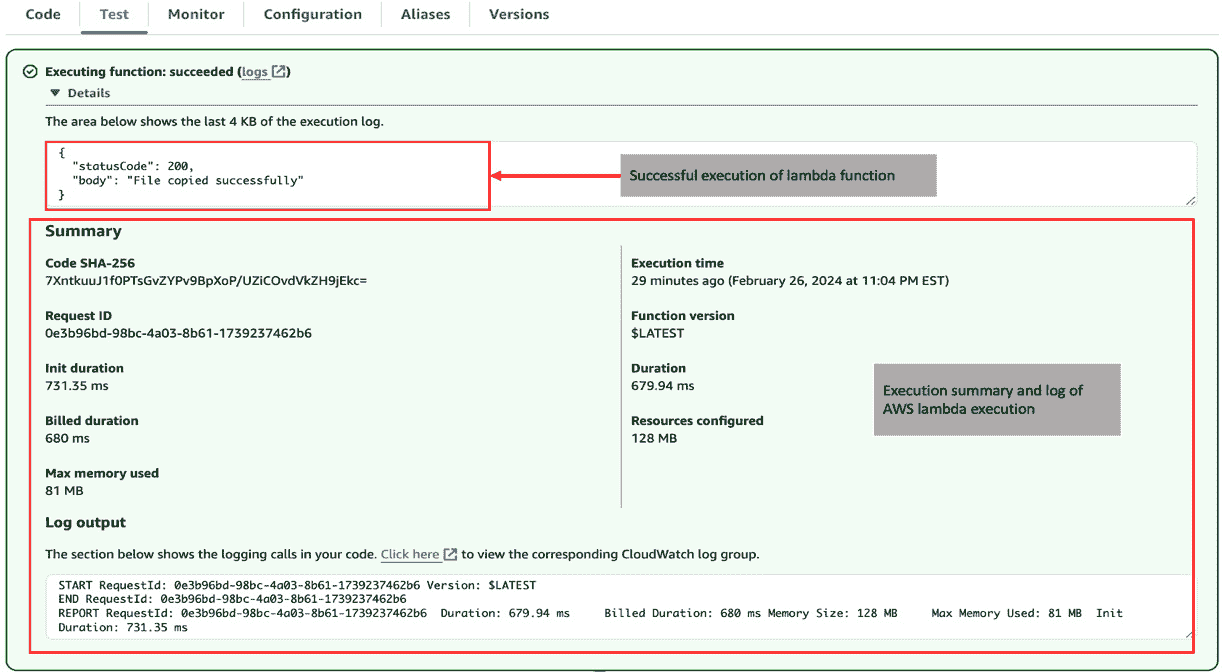 Code Test Monitor Configuration Aliases Versions
Executing function: succeeded (logs)
Details
The area below shows the last 4 KB of the execution log.
{
"statusCode": 200,
"body": "File copied successfully"
}
Successful execution of lambda function
Summary
Code SHA-256
7XntkuuJ1f0PTsGvZYPv9BpXoP/UZiCOvdVkZH9jEkc=
Execution time
29 minutes ago (February 26, 2024 at 11:04 PM EST)
Request ID
0e3b96bd-98bc-4a03-8b61-1739237462b6
Function version
$LATEST
Init duration
731.35 ms
Duration
679.94 ms
Execution summary and log of
AWS lambda execution
Billed duration
680 ms
Resources configured
128 MB
Max memory used
81 MB
Log output
The section below shows the logging calls in your code. Click here to view the corresponding CloudWatch log group.
START RequestId: 0e3b96bd-98bc-4a03-8b61-1739237462b6 Version: $LATEST
END RequestId: 0e3b96bd-98bc-4a03-8b61-1739237462b6
REPORT RequestId: 0e3b96bd-98bc-4a03-8b61-1739237462b6 Duration: 679.94 ms Billed Duration: 680 ms Memory Size: 128 MB Max Memory Used: 81 MB Init
Duration: 731.35 ms